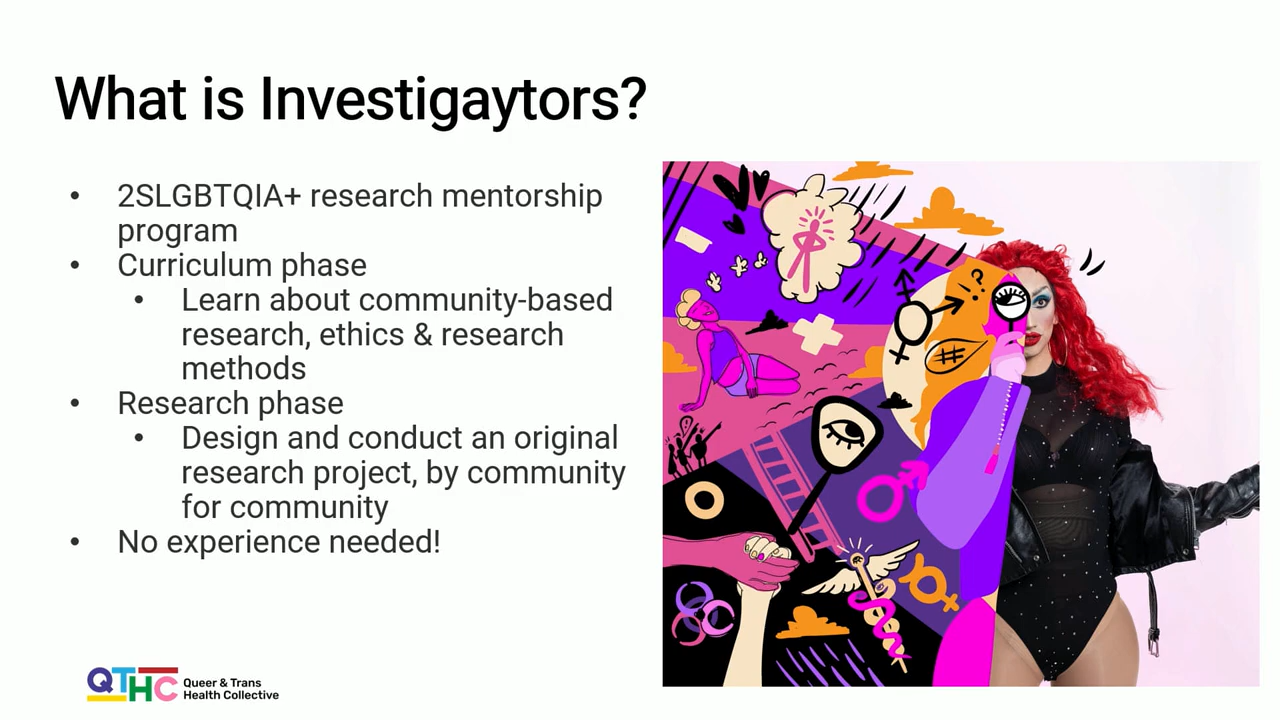 What is Investigaytors?
• 2SLGBTQIA+ research mentorship
program
• Curriculum phase
• Learn about community-based
research, ethics & research
methods
• Research phase
• Design and conduct an original
research project, by community
for community
• No experience needed!
?
QTHC
Queer & Trans
Health Collective